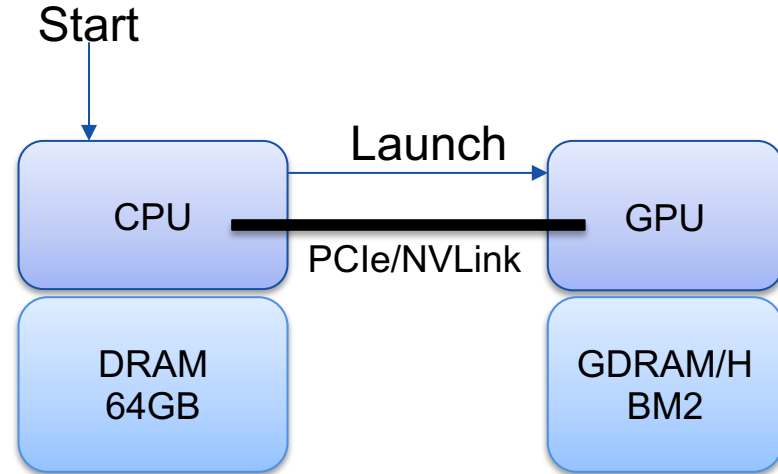 Start
Launch
CPU
GPU
PCIe/NVLink
DRAM
64GB
GDRAM/H
BM2